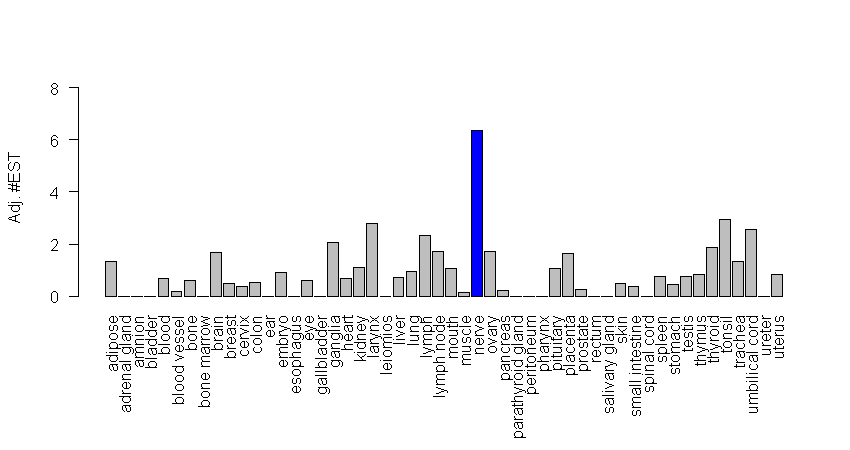 Adj. #EST
8
6
4
2
0
adipose
adrenal gland
amnion
bladder
blood
blood vessel
bone
bone marrow
brain
breast
cervix
colon
ear
embryo
esophagus
eye
gallbladder
ganglia
heart
kidney
larynx
leiomios
liver
lung
lymph
lymph node
mouth
muscle
nerve
ovary
pancreas
parathyroid gland
peritoneum
pharynx
pituitary
placenta
prostate
rectum
salivary gland
skin
small intestine
spinal cord
spleen
stomach
testis
thymus
thyroid
tonsil
trachea
umbilical cord
ureter
uterus